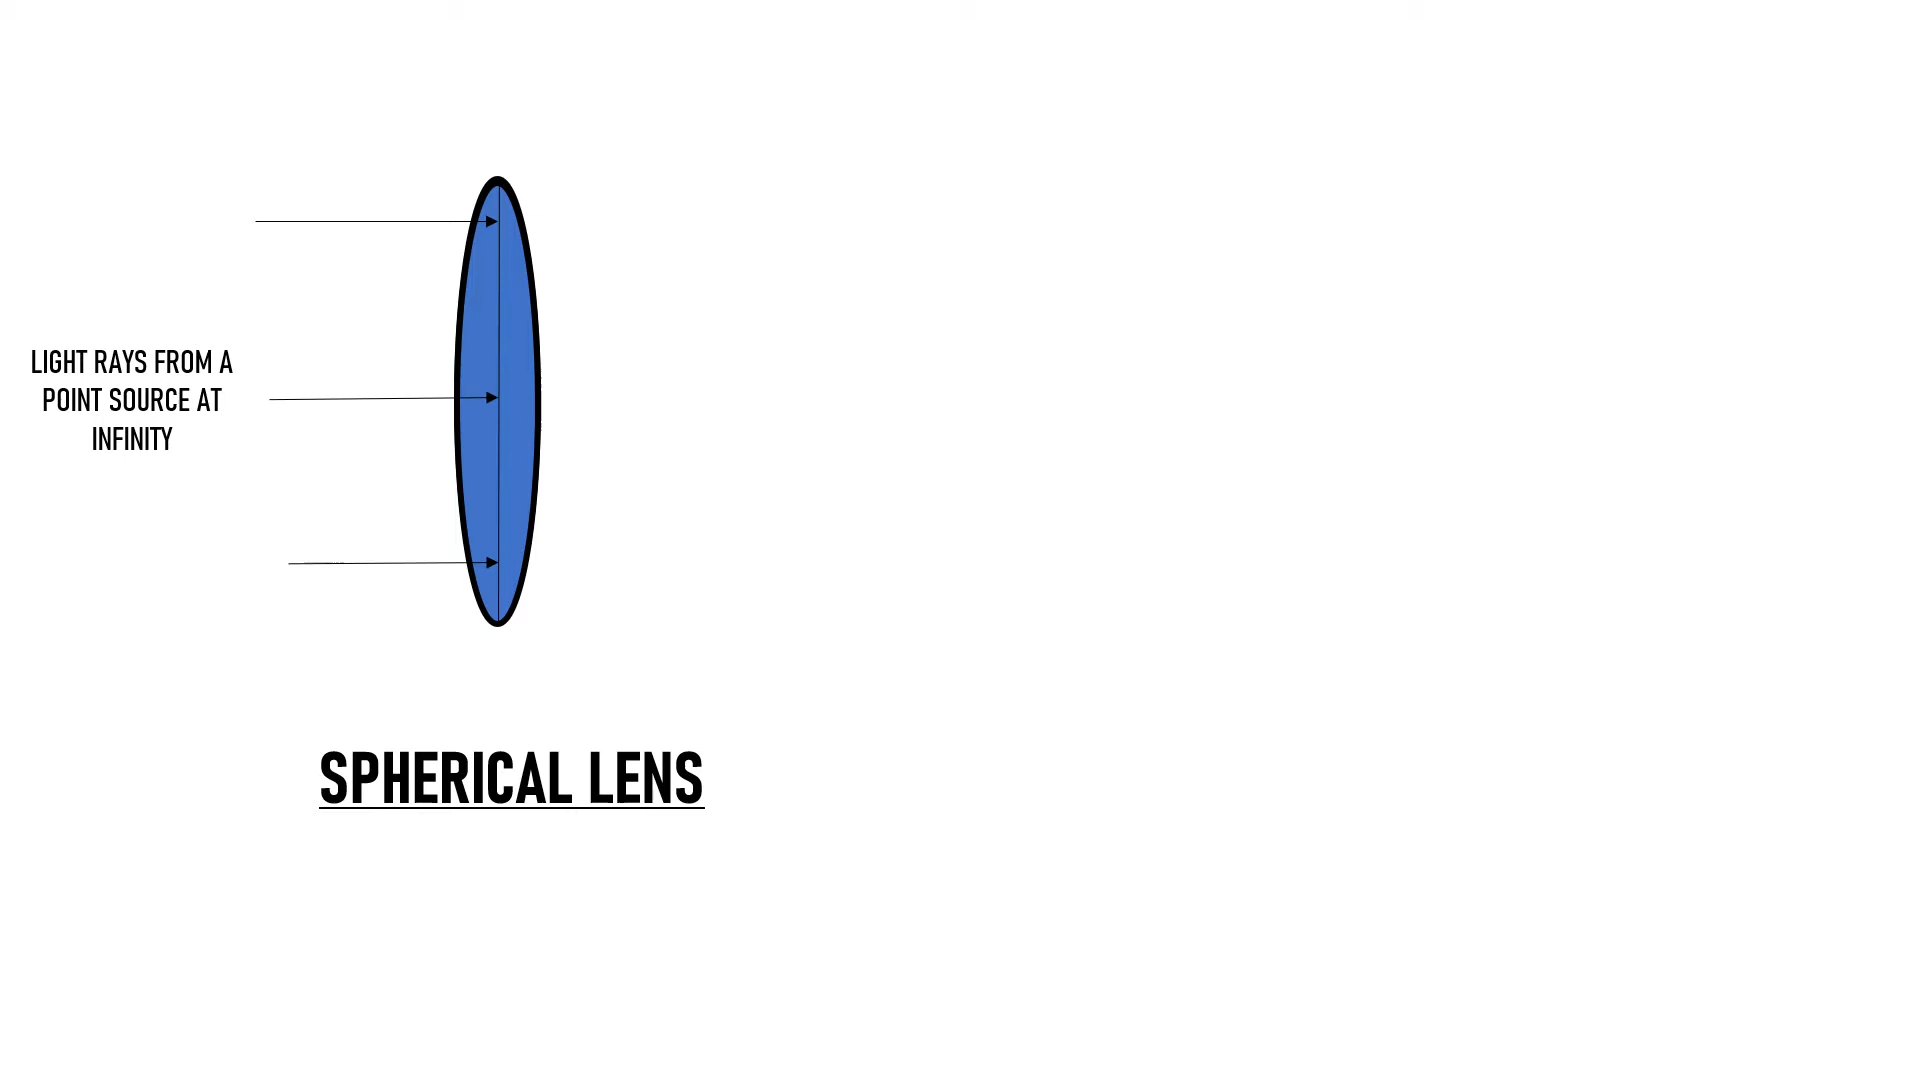 LIGHT RAYS FROM A
POINT SOURCE AT
INFINITY
SPHERICAL LENS